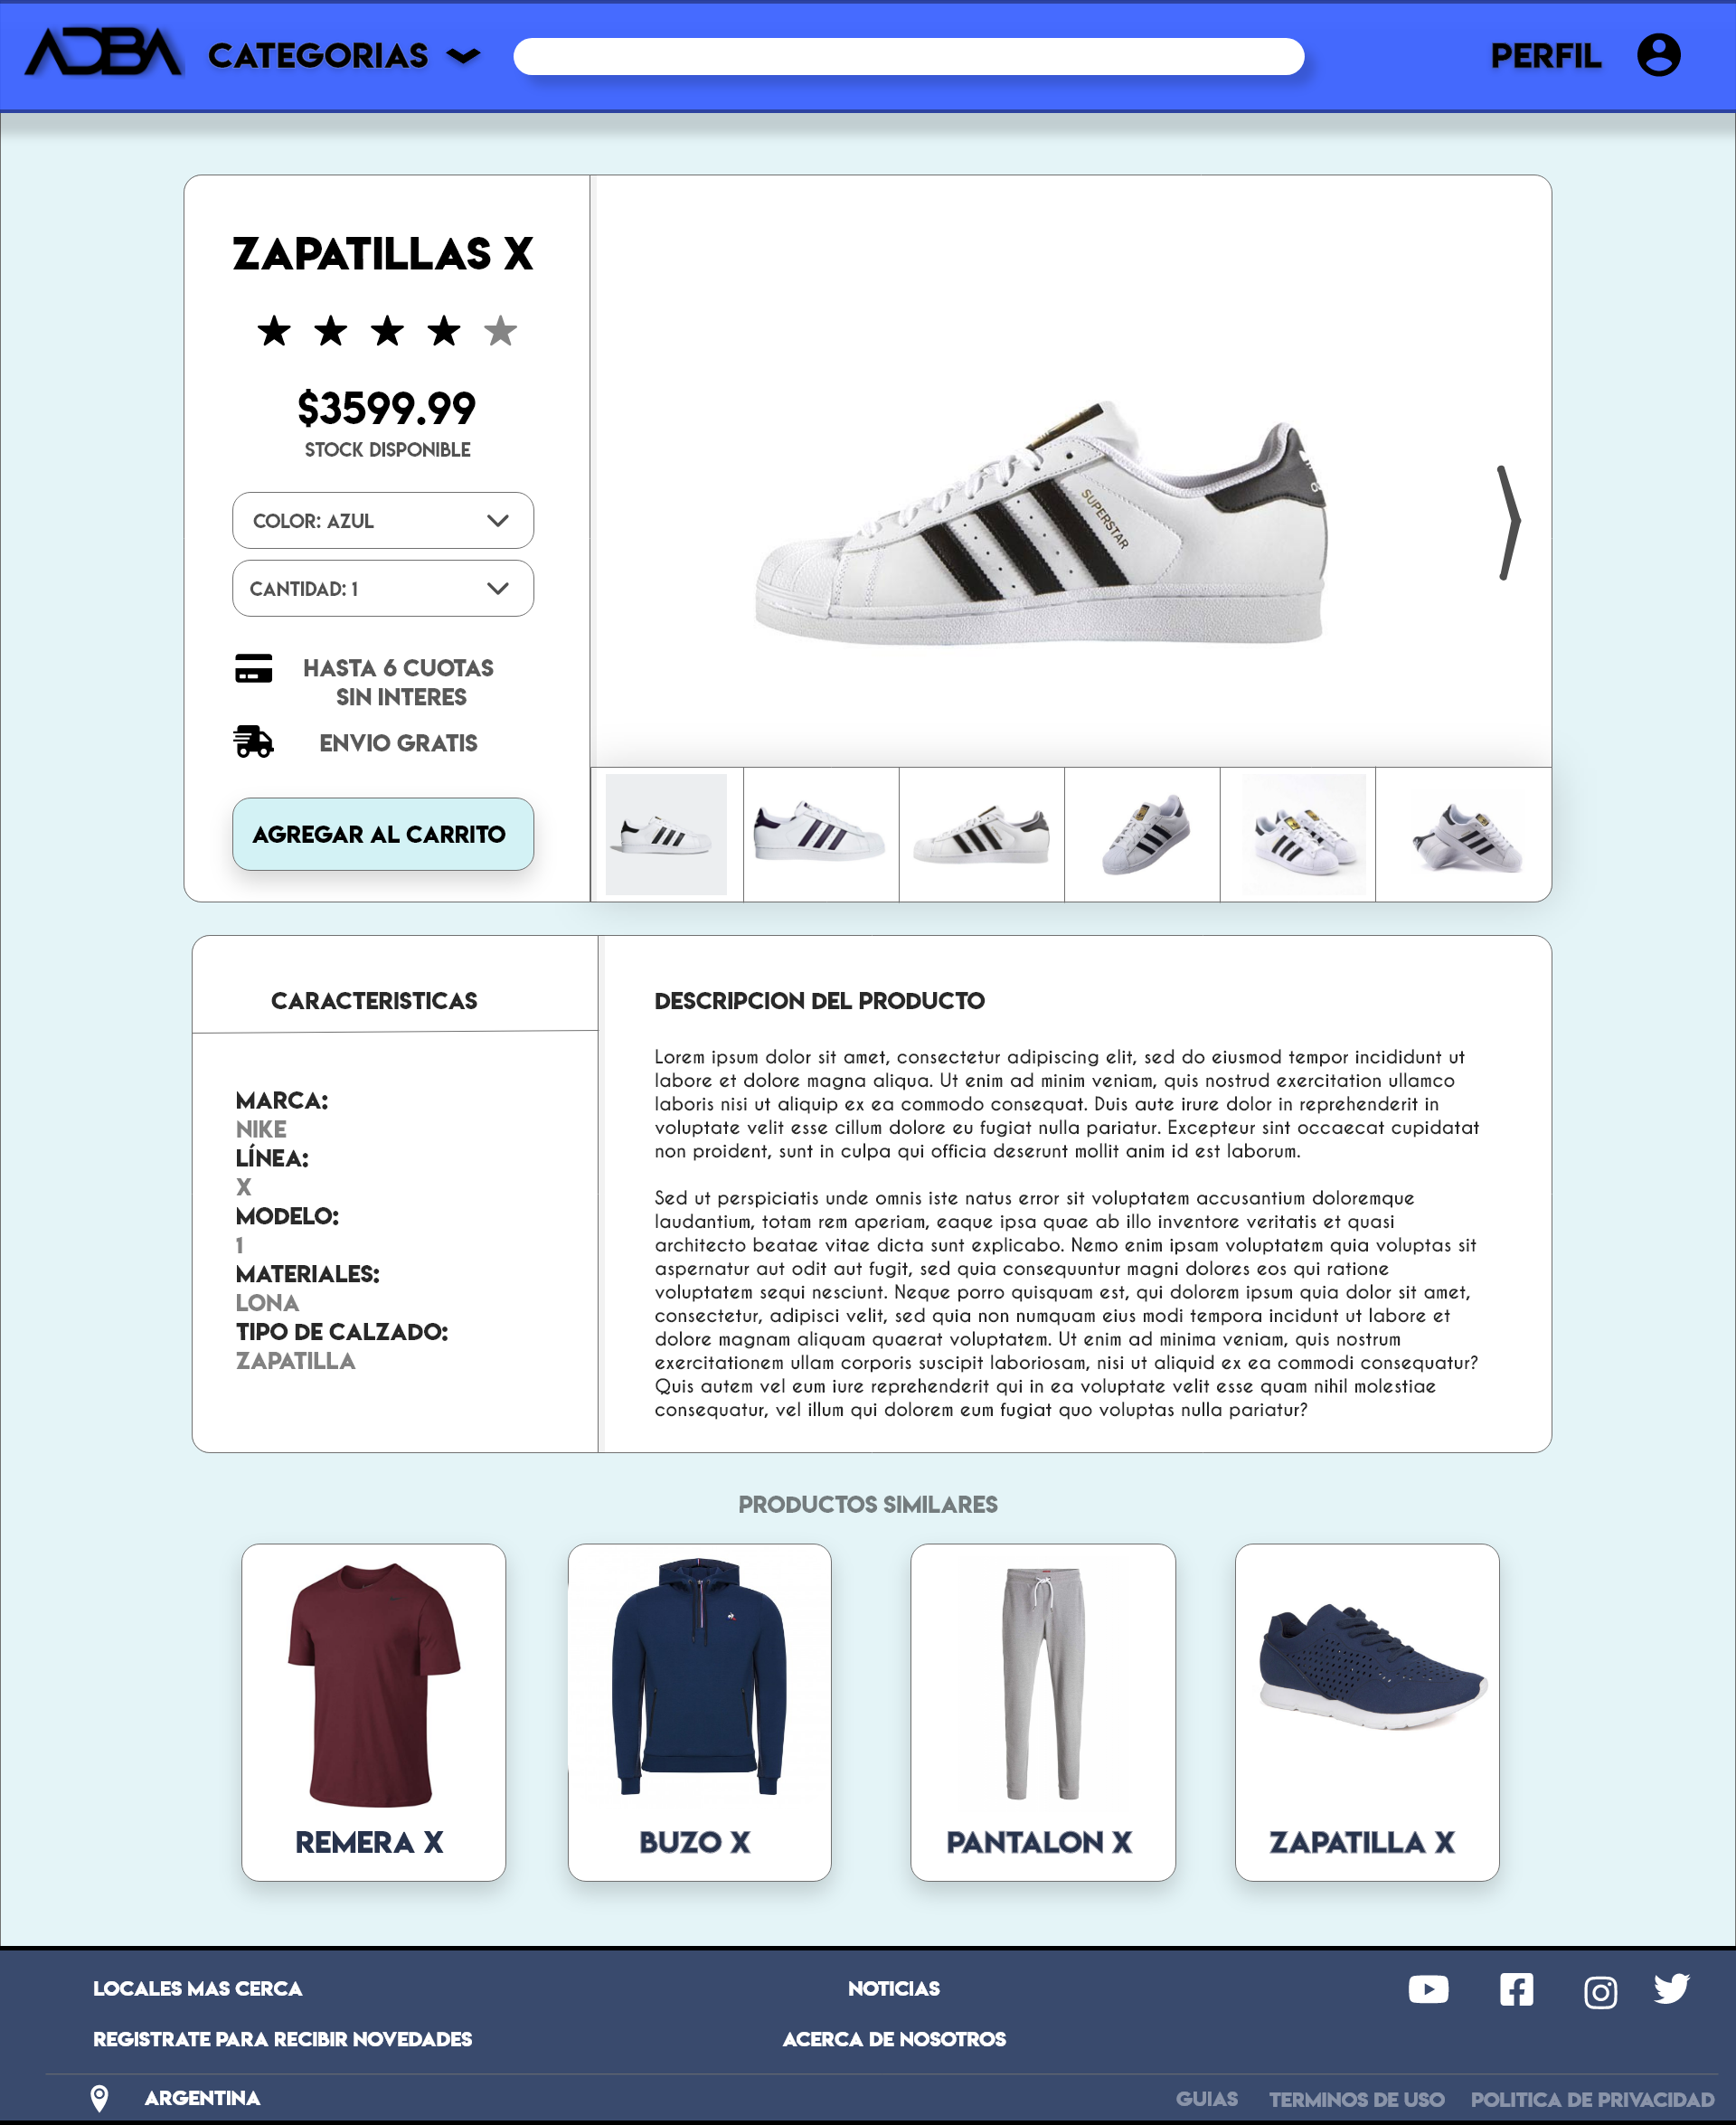 ADBA
CATEGORIAS
PERFIL
ZAPATILLAS X
$3599.99
STOCK DISPONIBLE
COLOR: AZUL
CANTIDAD: 1
HASTA 6 CUOTAS
SIN INTERES
ENVIO GRATIS
AGREGAR AL CARRITO
SUPERSTAR
CARACTERISTICAS
MARCA:
NIKE
LÍNEA:
X
MODELO:
1
MATERIALES:
LONA
TIPO DE CALZADO:
ZAPATILLA
DESCRIPCION DEL PRODUCTO
Lorem ipsum dolor sit amet, consectetur adipiscing elit, sed do eiusmod tempor incididunt ut
labore et dolore magna aliqua. Ut enim ad minim veniam, quis nostrud exercitation ullamco
laboris nisi ut aliquip ex ea commodo consequat. Duis aute irure dolor in reprehenderit in
voluptate velit esse cillum dolore eu fugiat nulla pariatur. Excepteur sint occaecat cupidatat
non proident, sunt in culpa qui officia deserunt mollit anim id est laborum.
Sed ut perspiciatis unde omnis iste natus error sit voluptatem accusantium doloremque
laudantium, totam rem aperiam, eaque ipsa quae ab illo inventore veritatis et quasi
architecto beatae vitae dicta sunt explicabo. Nemo enim ipsam voluptatem quia voluptas sit
aspernatur aut odit aut fugit, sed quia consequuntur magni dolores eos qui ratione
voluptatem sequi nesciunt. Neque porro quisquam est, qui dolorem ipsum quia dolor sit amet,
consectetur, adipisci velit, sed quia non numquam eius modi tempora incidunt ut labore et
dolore magnam aliquam quaerat voluptatem. Ut enim ad minima veniam, quis nostrum
exercitationem ullam corporis suscipit laboriosam, nisi ut aliquid ex ea commodi consequatur?
Quis autem vel eum iure reprehenderit qui in ea voluptate velit esse quam nihil molestiae
consequatur, vel illum qui dolorem eum fugiat quo voluptas nulla pariatur?
PRODUCTOS SIMILARES
REMERA X
BUZO X
PANTALON X
ZAPATILLA X
LOCALES MAS CERCA
NOTICIAS
REGISTRATE PARA RECIBIR NOVEDADES
ACERCA DE NOSOTROS
ARGENTINA
GUIAS
TERMINOS DE USO
POLITICA DE PRIVACIDAD